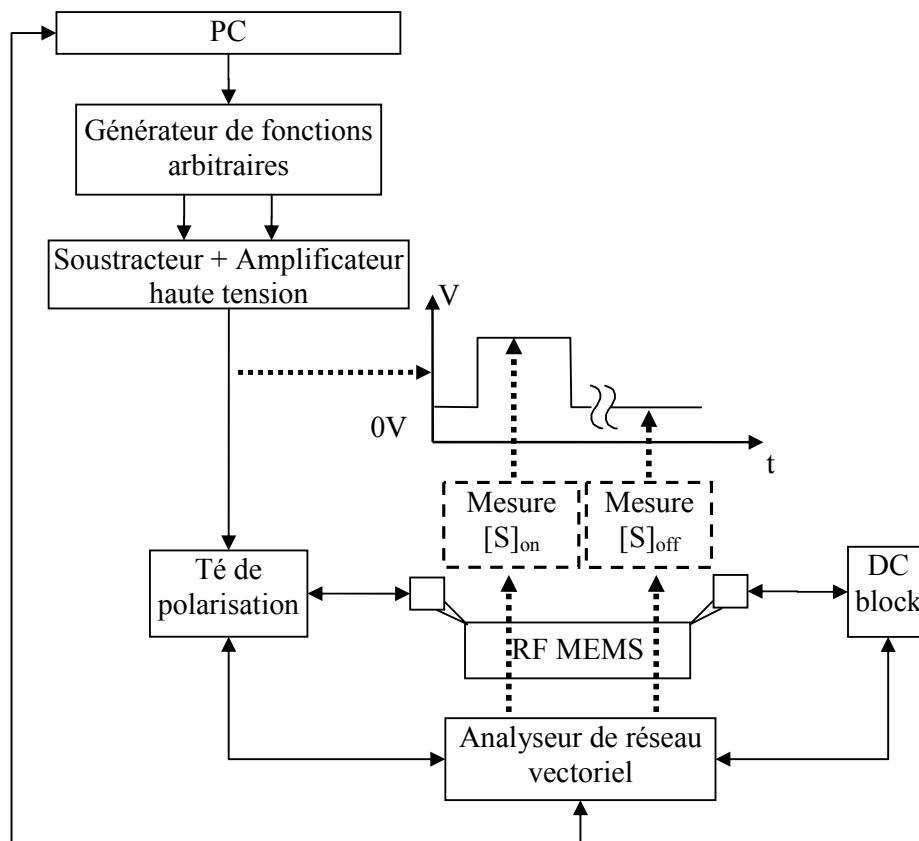 PC
Générateur de fonctions
arbitraires
Soustracteur + Amplificateur
haute tension
V
0V
t
Mesure
[S]on
Mesure
[S]off
Té de
polarisation
DC
block
RF MEMS
Analyseur de réseau
vectoriel